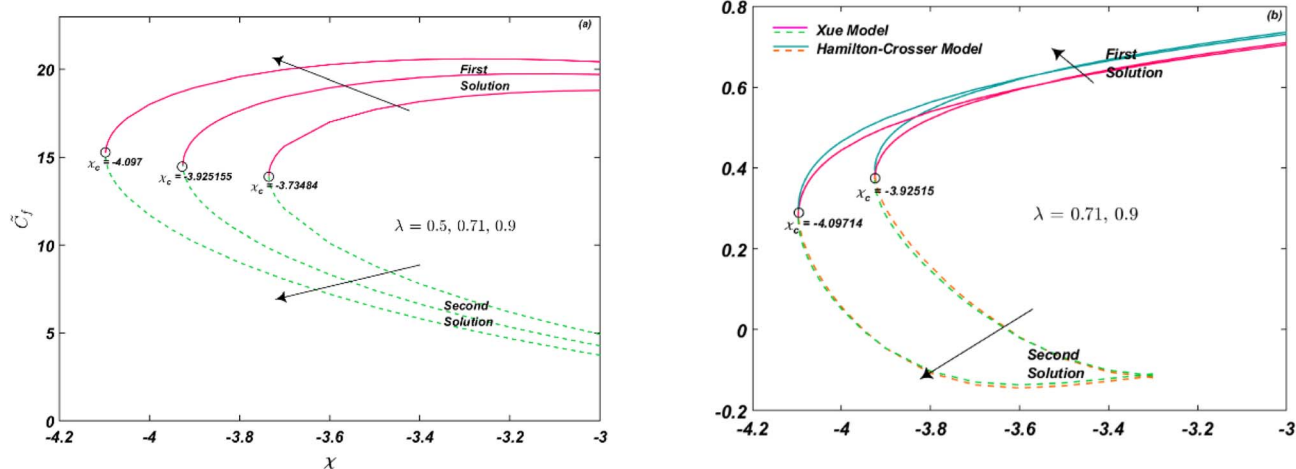 (a)
20
15
10
5
0
C̃f
-4.2 -4 -3.8 -3.6 -3.4 -3.2 -3
χ
First
Solution
χc = -4.097
χc = -3.925155
χc = -3.73484
λ = 0.5, 0.71, 0.9
Second
Solution
(b)
0.8
0.6
0.4
0.2
0
-0.2
-4.2 -4 -3.8 -3.6 -3.4 -3.2 -3
Xue Model
Hamilton-Crosser Model
First
Solution
χc = -3.92515
χc = -4.09714
λ = 0.71, 0.9
Second
Solution